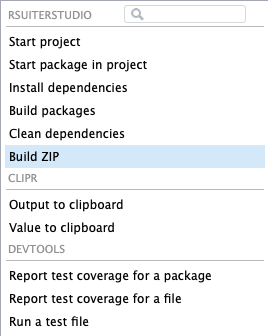 RSUITERSTUDIO
Start project
Start package in project
Install dependencies
Build packages
Clean dependencies
Build ZIP
CLIPR
Output to clipboard
Value to clipboard
DEVTOOLS
Report test coverage for a package
Report test coverage for a file
Run a test file